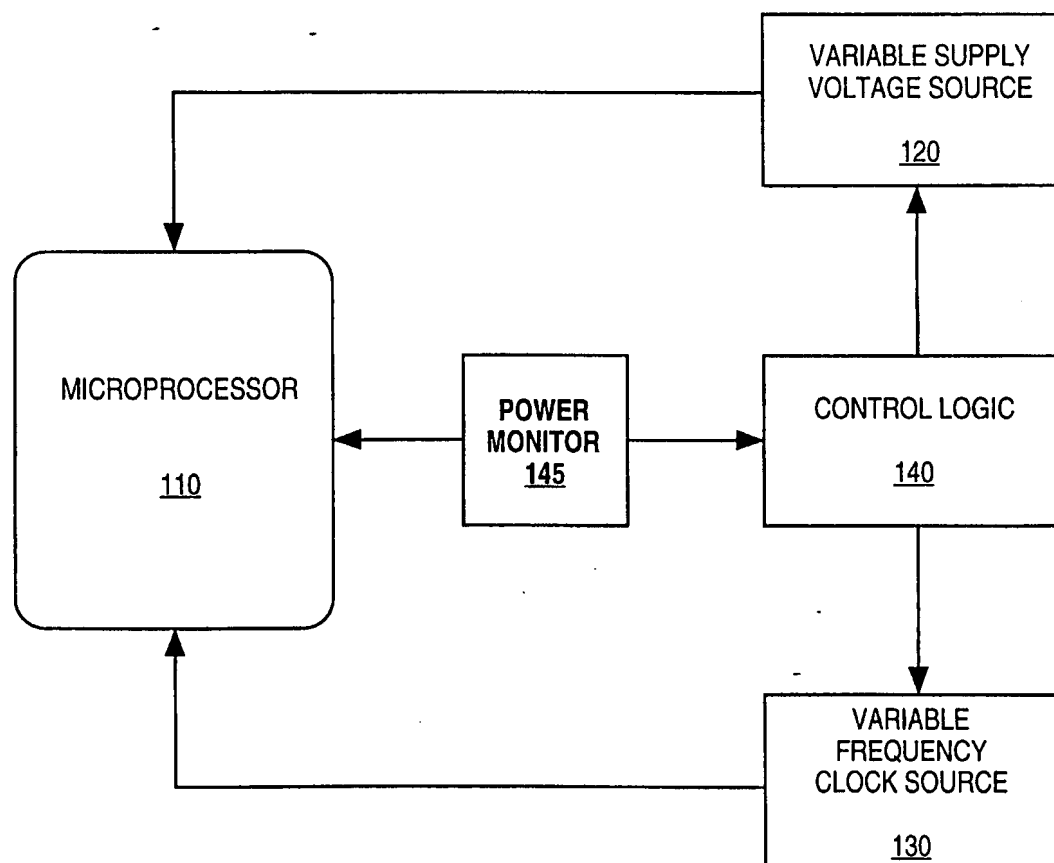 VARIABLE SUPPLY
VOLTAGE SOURCE
120
MICROPROCESSOR
110
POWER
MONITOR
145
CONTROL LOGIC
140
VARIABLE
FREQUENCY
CLOCK SOURCE
130